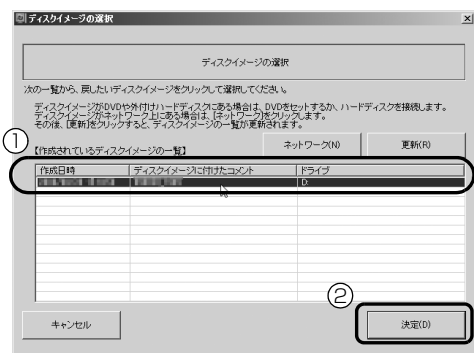 ディスクイメージの選択
ディスクイメージの選択
次の一覧から、戻したいディスクイメージをクリックして選択してください。
ディスクイメージがDVDや外付けハードディスクにある場合は、DVDをセットするか、ハードディスクを接続します。
ディスクイメージがネットワーク上にある場合は、[ネットワーク]をクリックします。
その後、[更新]をクリックすると、ディスクイメージの一覧が更新されます。
①
【作成されているディスクイメージの一覧】 ネットワーク(N) 更新(R)
作成日時 ディスクイメージに付けたコメント ドライブ
D:
②
キャンセル 決定(D)